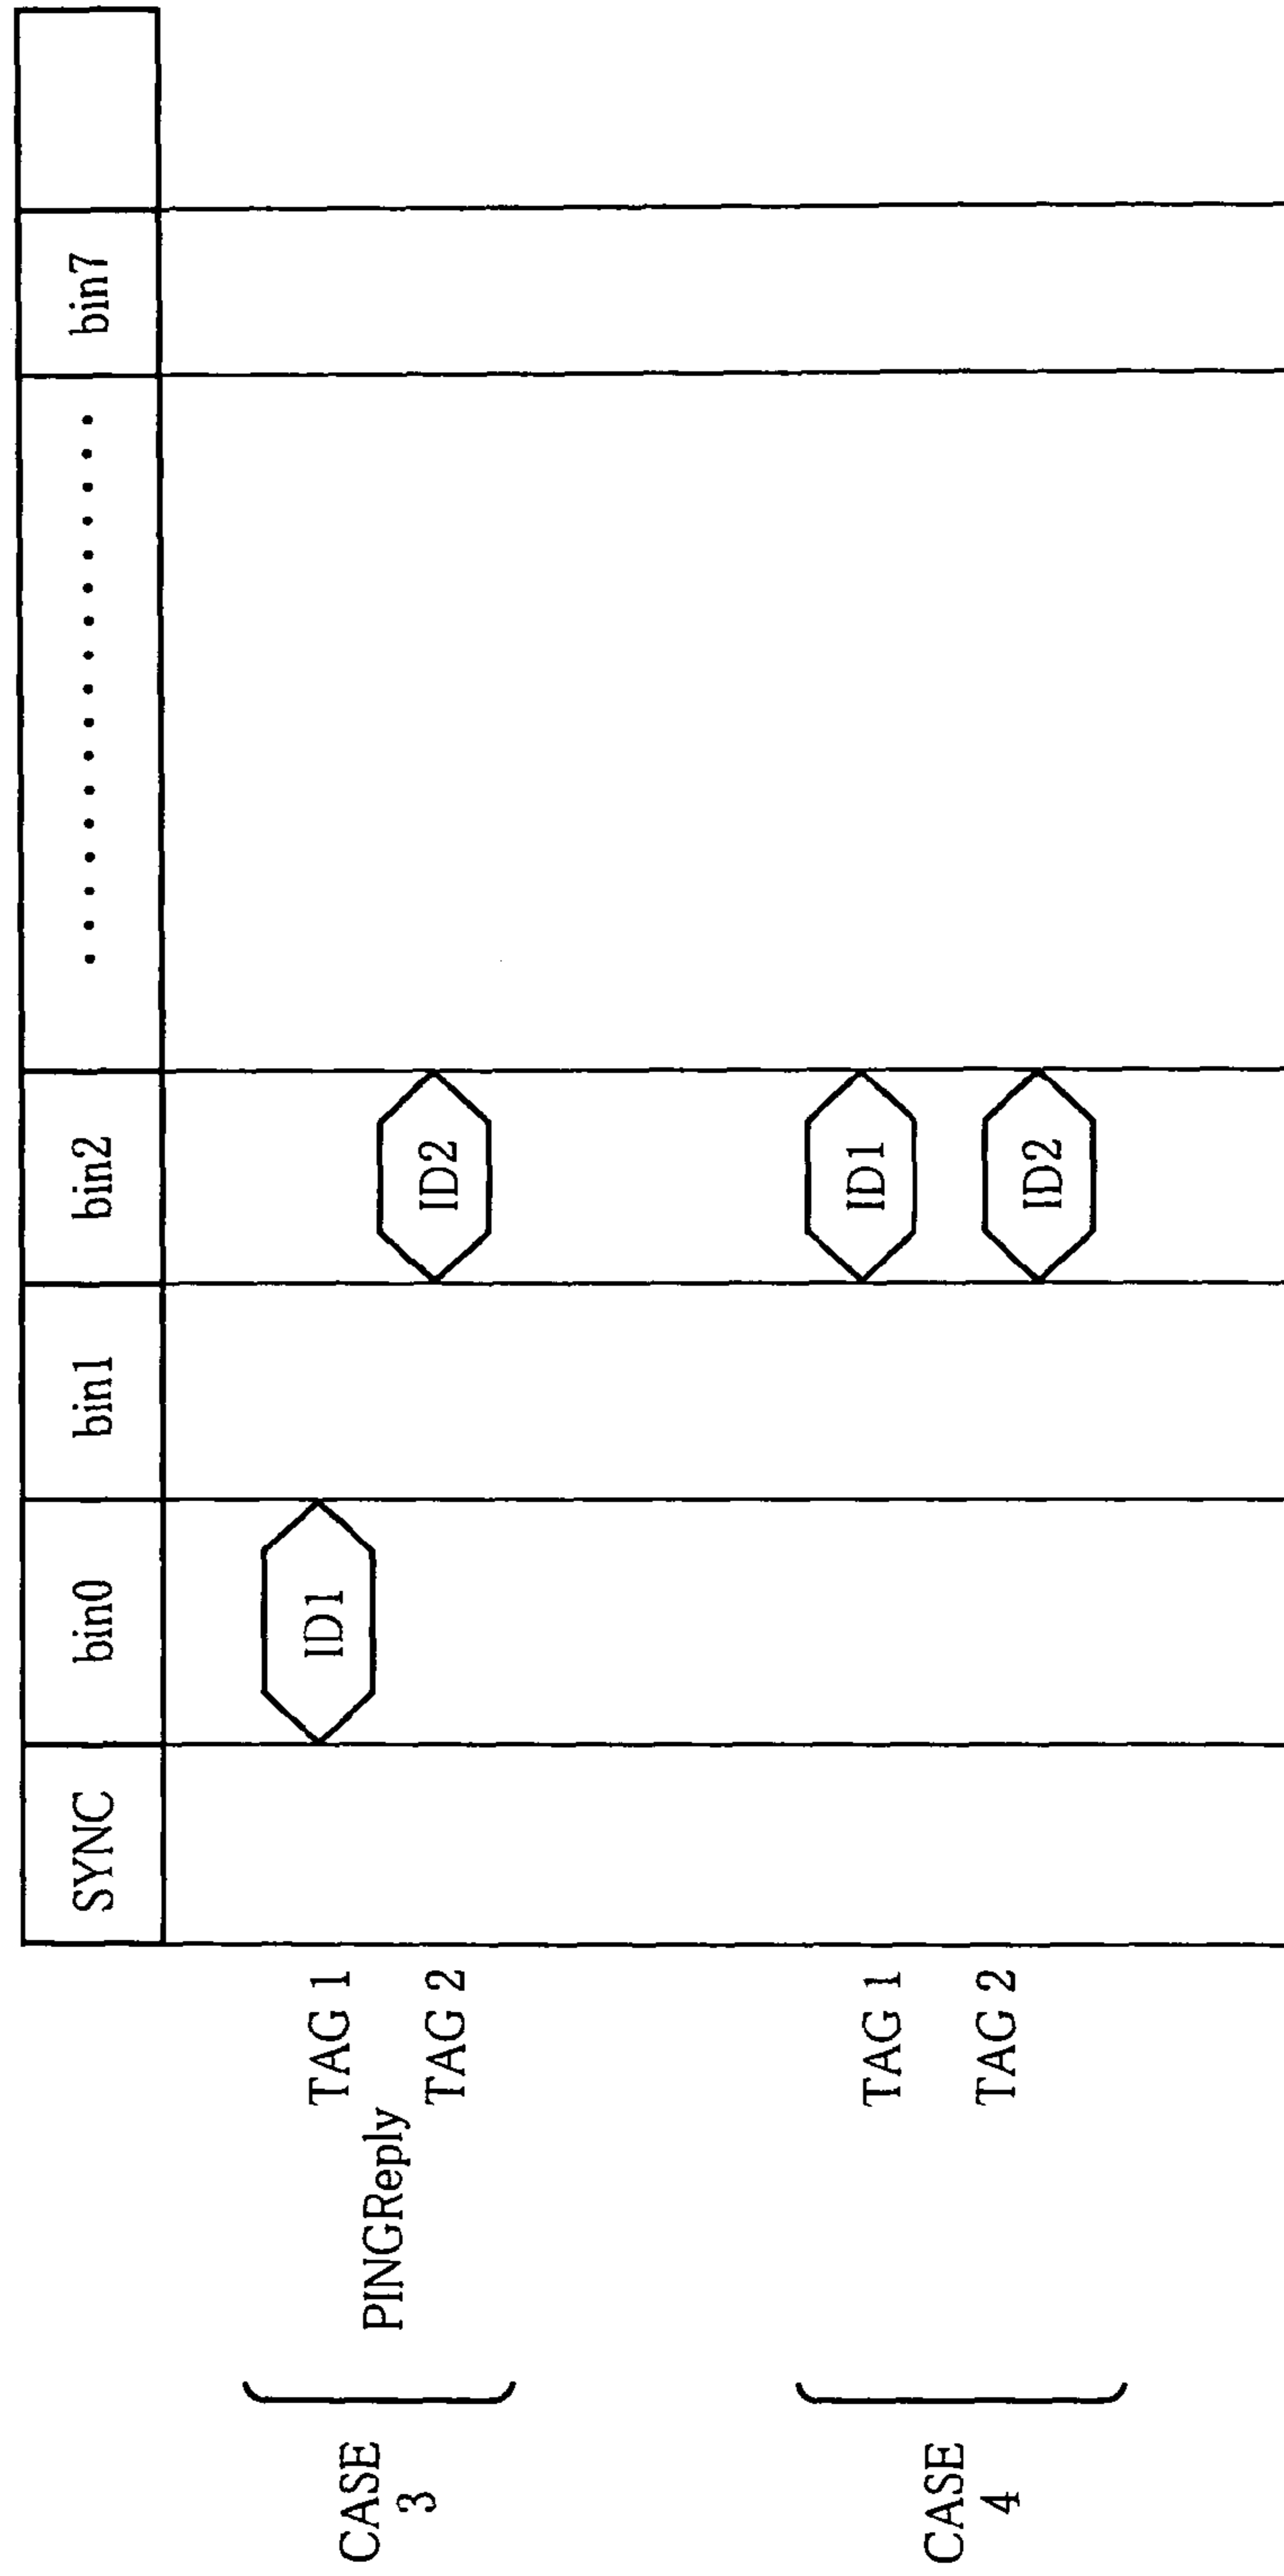 SYNC bin0 bin1 bin2 . . . . . . . . . . . . . . . . . bin7
CASE 3
PINGReply
TAG 1 ID1
TAG 2 ID2
CASE 4
TAG 1 ID1
TAG 2 ID2